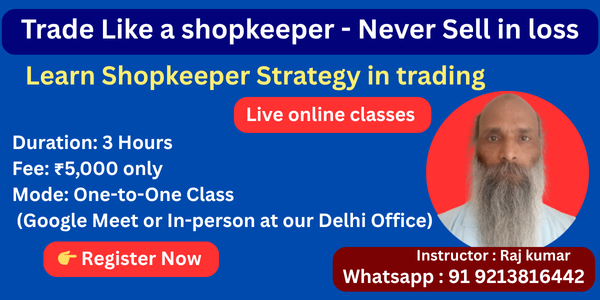 Trade Like a shopkeeper - Never Sell in loss
Learn Shopkeeper Strategy in trading
Live online classes
Duration: 3 Hours
Fee: ₹5,000 only
Mode: One-to-One Class
(Google Meet or In-person at our Delhi Office)
👉 Register Now
Instructor : Raj kumar
Whatsapp : 91 9213816442